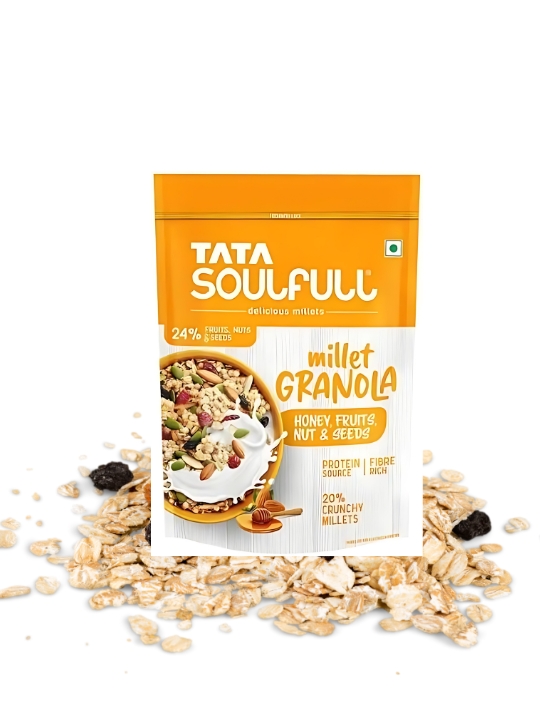 TATA
SOULFULL
delicious millets
24% FRUITS, NUTS
& SEEDS
millet
GRANOLA
HONEY, FRUITS,
NUT & SEEDS
PROTEIN SOURCE | FIBRE RICH
20%
CRUNCHY
MILLETS